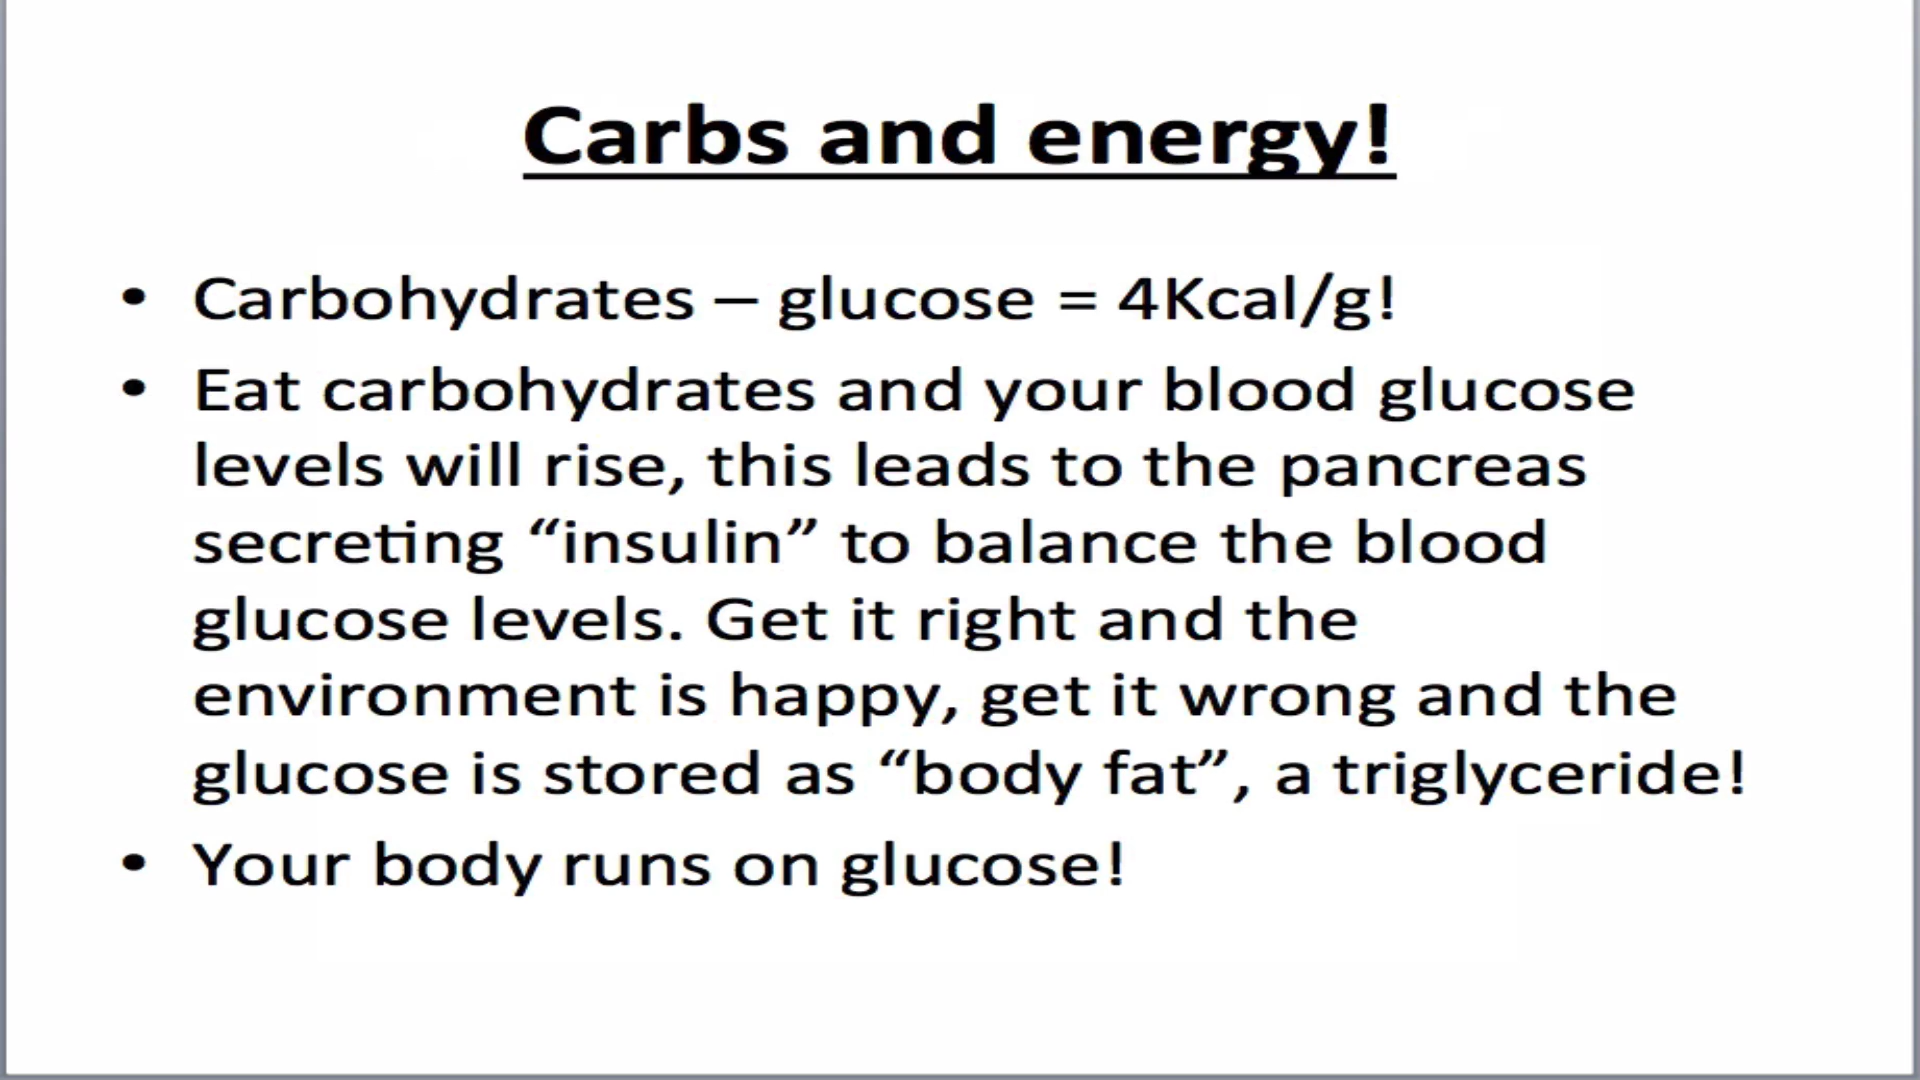 Carbs and energy!
• Carbohydrates – glucose = 4Kcal/g!
• Eat carbohydrates and your blood glucose
levels will rise, this leads to the pancreas
secreting “insulin” to balance the blood
glucose levels. Get it right and the
environment is happy, get it wrong and the
glucose is stored as “body fat”, a triglyceride!
• Your body runs on glucose!